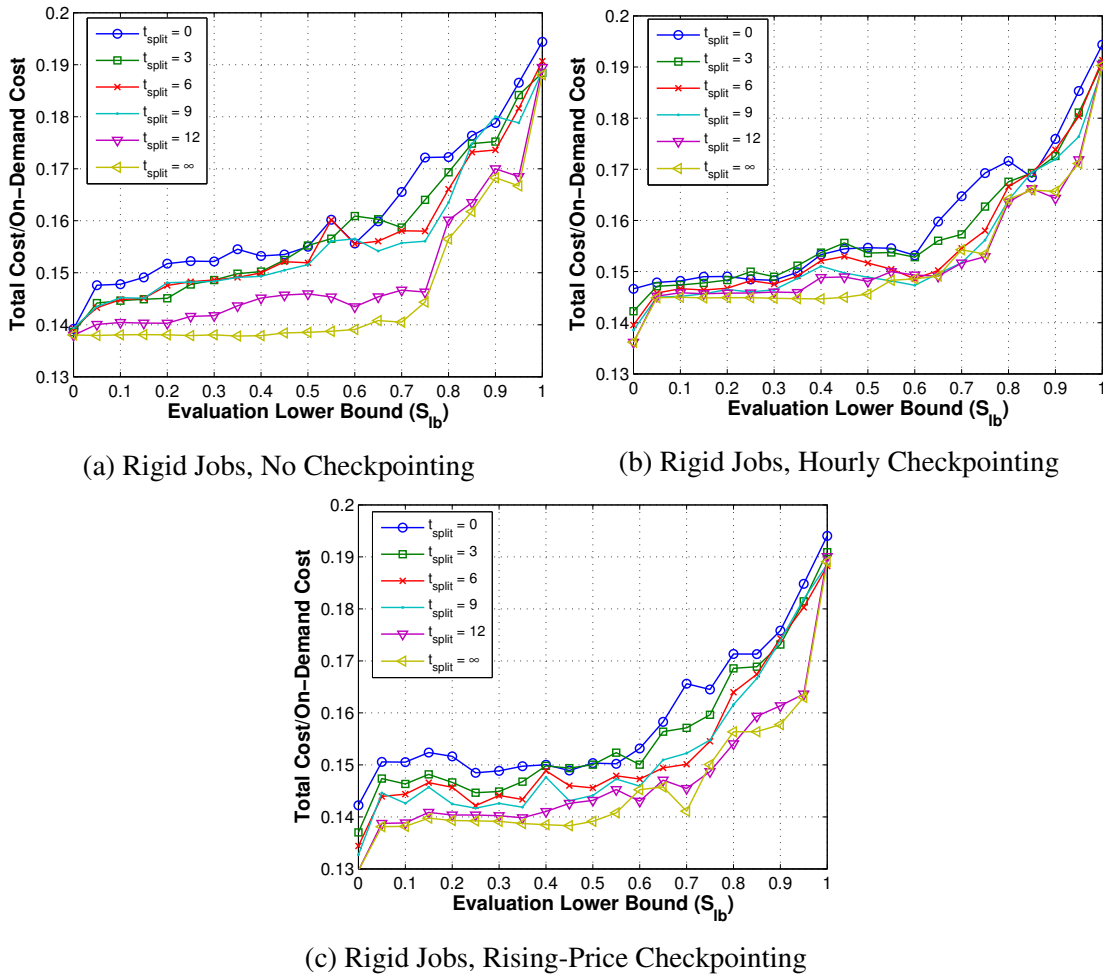 0.2
0.19
0.18
0.17
0.16
0.15
0.14
0.13
Total Cost/On−Demand Cost
t_split = 0
t_split = 3
t_split = 6
t_split = 9
t_split = 12
t_split = ∞
0 0.1 0.2 0.3 0.4 0.5 0.6 0.7 0.8 0.9 1
Evaluation Lower Bound (S_lb)
(a) Rigid Jobs, No Checkpointing
0.2
0.19
0.18
0.17
0.16
0.15
0.14
0.13
Total Cost/On−Demand Cost
t_split = 0
t_split = 3
t_split = 6
t_split = 9
t_split = 12
t_split = ∞
0 0.1 0.2 0.3 0.4 0.5 0.6 0.7 0.8 0.9 1
Evaluation Lower Bound (S_lb)
(b) Rigid Jobs, Hourly Checkpointing
0.2
0.19
0.18
0.17
0.16
0.15
0.14
0.13
Total Cost/On−Demand Cost
t_split = 0
t_split = 3
t_split = 6
t_split = 9
t_split = 12
t_split = ∞
0 0.1 0.2 0.3 0.4 0.5 0.6 0.7 0.8 0.9 1
Evaluation Lower Bound (S_lb)
(c) Rigid Jobs, Rising-Price Checkpointing